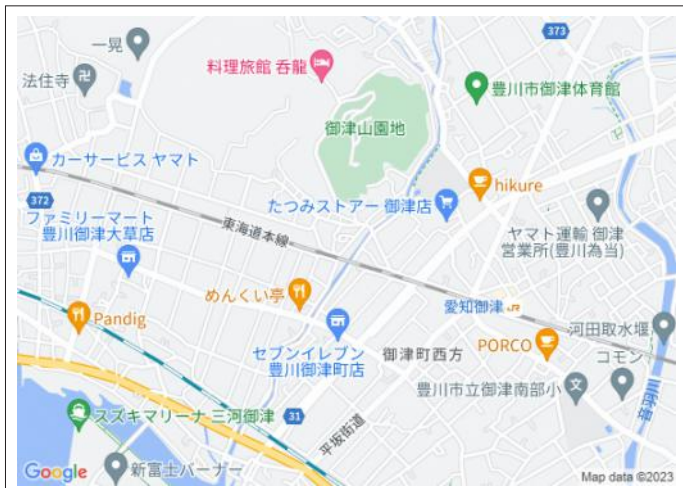 一晃
373
法住寺
料理旅館 呑龍
豊川市御津体育館
御津山園地
カーサービス ヤマト
hikure
372
たつみストアー 御津店
ファミリーマート
豊川御津大草店
東海道本線
ヤマト運輸 御津
営業所(豊川為当)
めんくい亭
愛知御津
JR
Pandig
河田取水堰
PORCO
コモン
セブンイレブン
豊川御津町店
御津町西方
豊川市立御津南部小
文
31
スズキマリーナ 三河御津
平坂街道
新富士バーナー
Google
Map data ©2023